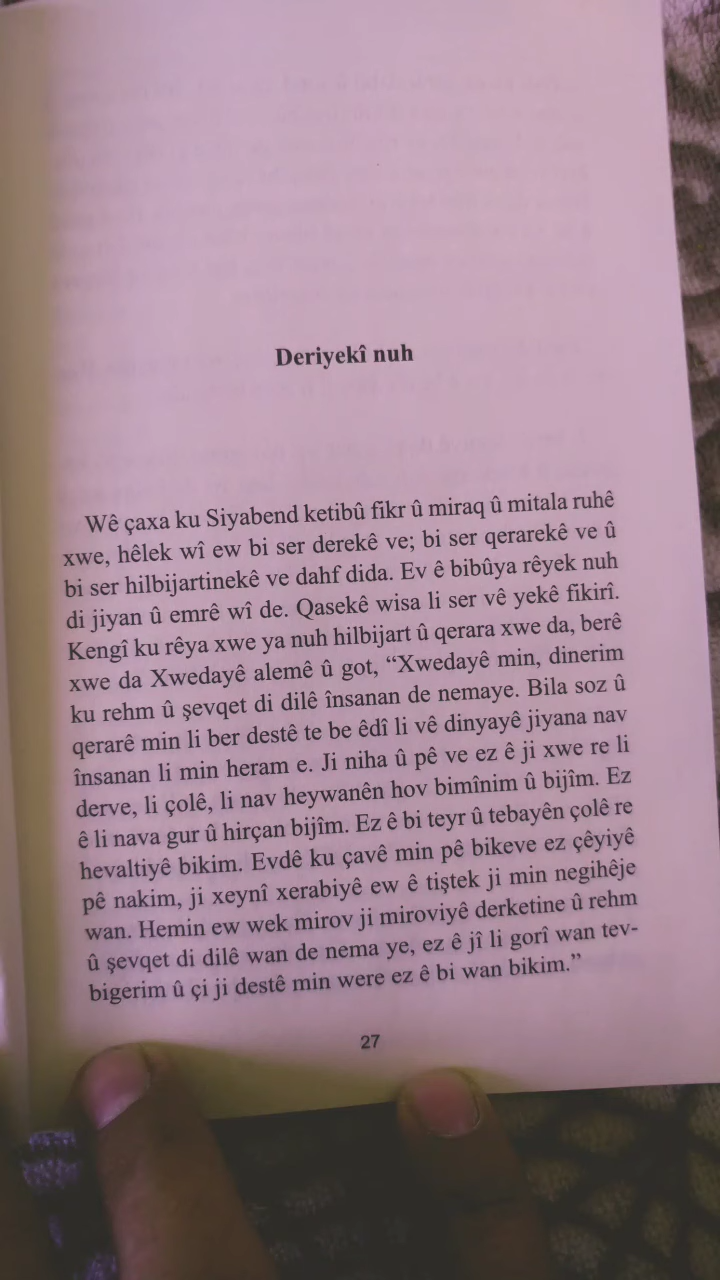 Deriyekî nuh
Wê çaxa ku Siyabend ketibû fikr û miraq û mitala ruhê
xwe, hêlek wî ew bi ser derekê ve; bi ser qerarekê ve û
bi ser hilbijartinekê ve dahf dida. Ev ê bibûya rêyek nuh
di jiyan û emrê wî de. Qasekê wisa li ser vê yekê fikirî.
Kengî ku rêya xwe ya nuh hilbijart û qerara xwe da, berê
xwe da Xwedayê alemê û got, “Xwedayê min, dinerim
ku rehm û şevqet di dilê însanan de nemaye. Bila soz û
qerarê min li ber destê te be êdî li vê dinyayê jiyana nav
însanan li min heram e. Ji niha û pê ve ez ê ji xwe re li
derve, li çolê, li nav heywanên hov bimînim û bijîm. Ez
ê li nava gur û hirçan bijîm. Ez ê bi teyr û tebayên çolê re
hevaltiyê bikim. Evdê ku çavê min pê bikeve ez çêyiyê
pê nakim, ji xeynî xerabiyê ew ê tiştek ji min negihêje
wan. Hemin ew wek mirov ji miroviyê derketine û rehm
û şevqet di dilê wan de nema ye, ez ê jî li gorî wan tev-
bigerim û çi ji destê min were ez ê bi wan bikim.”
27